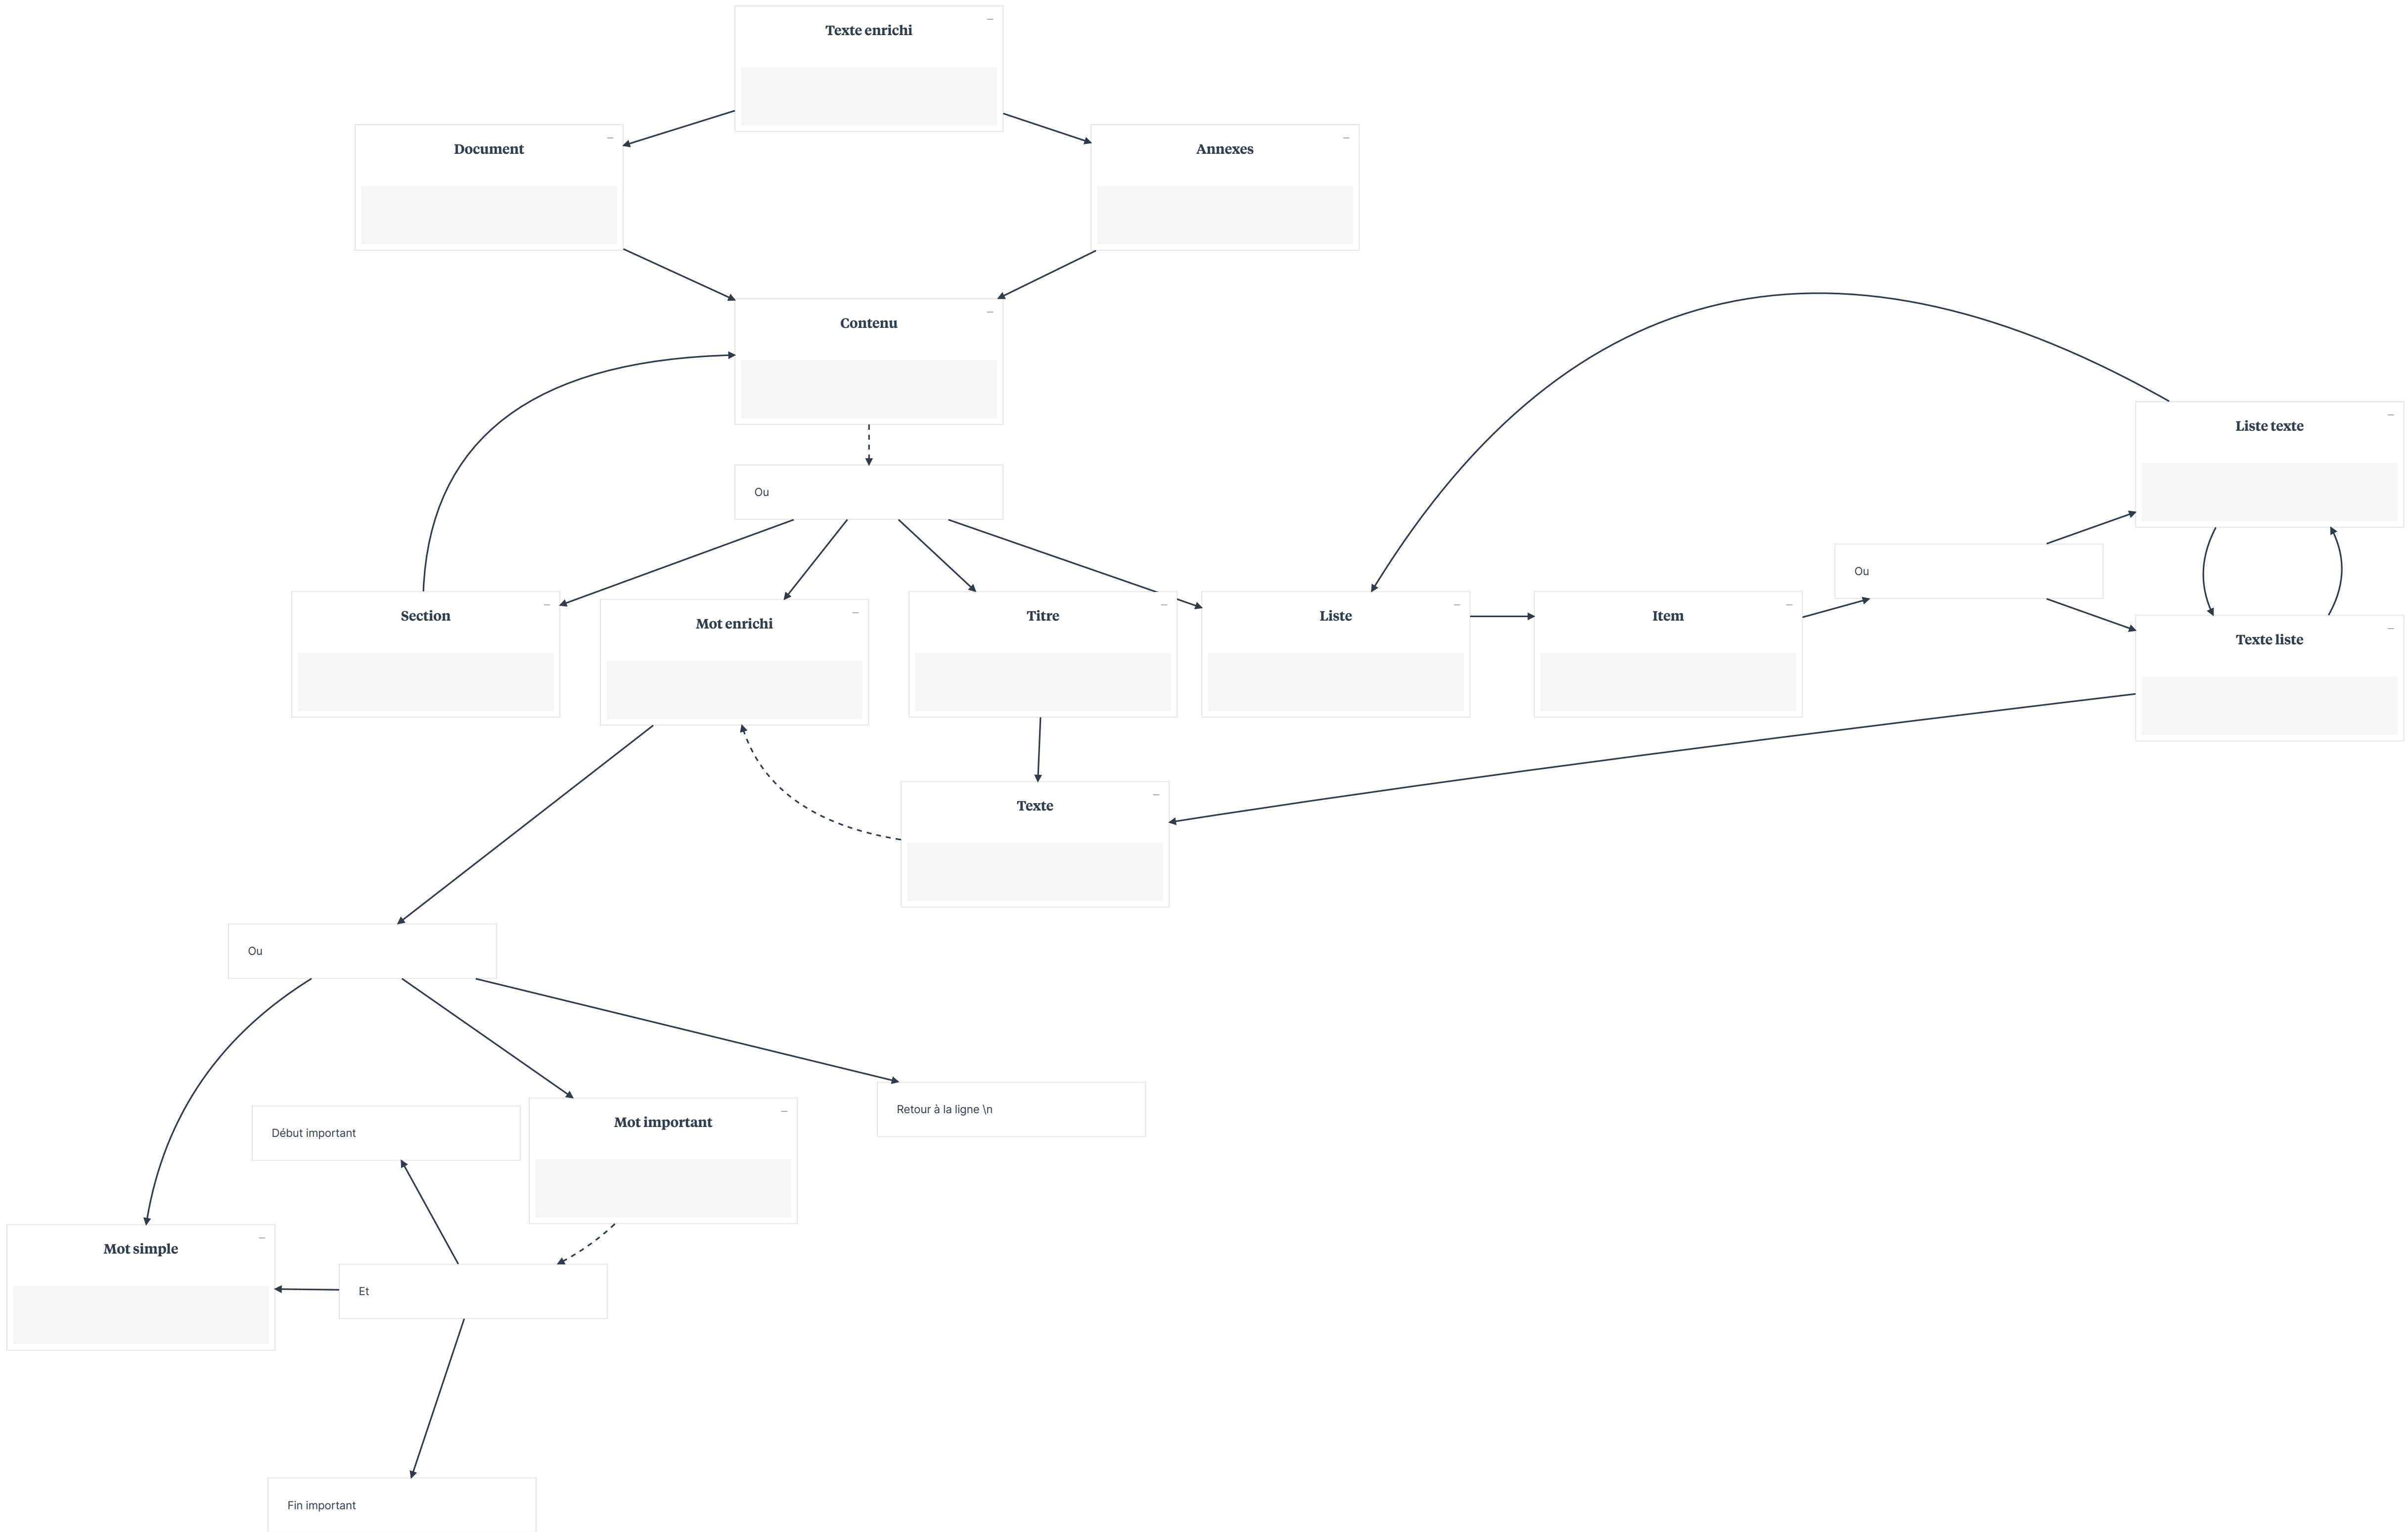 Texte enrichi
Document
Annexes
Contenu
Liste texte
Ou
Ou
Section
Mot enrichi
Titre
Liste
Item
Texte liste
Texte
Ou
Retour à la ligne \n
Mot important
Début important
Mot simple
Et
Fin important